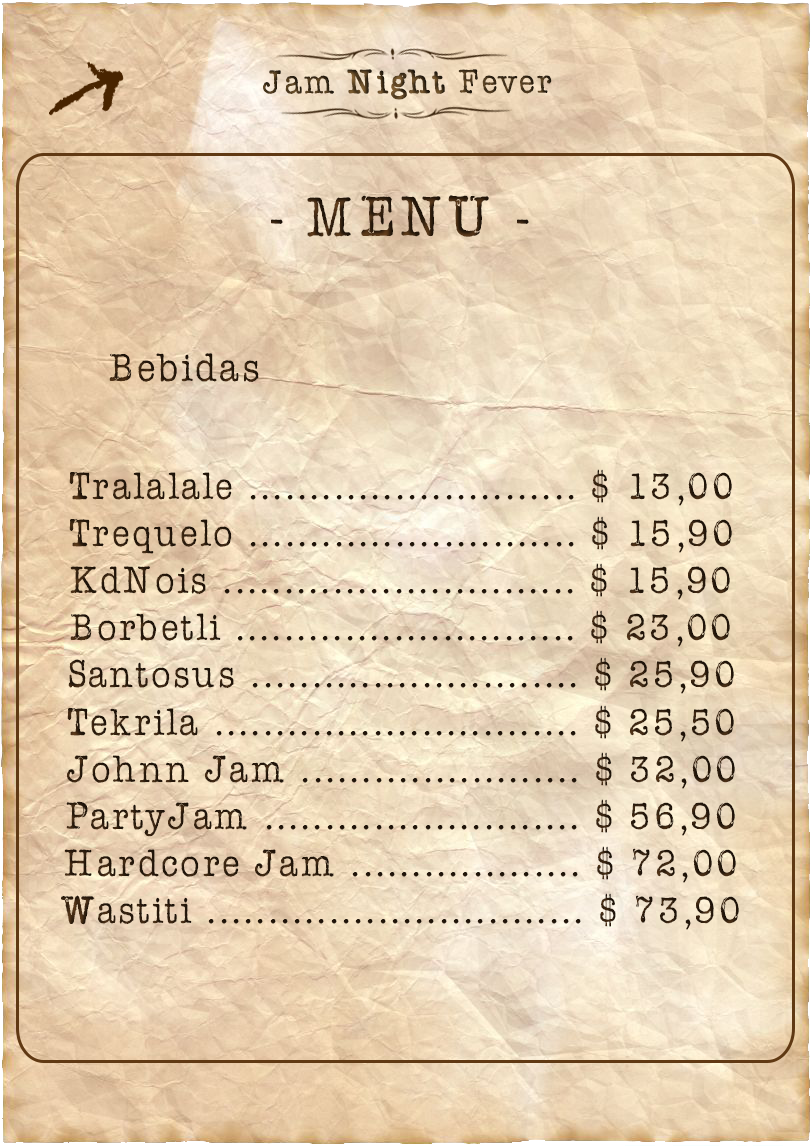 Jam Night Fever
- MENU -
Bebidas
Tralalale ........................... $ 13,00
Trequelo ........................... $ 15,90
KdNois ............................. $ 15,90
Borbetli ............................ $ 23,00
Santosus ........................... $ 25,90
Tekrila .............................. $ 25,50
Johnn Jam ....................... $ 32,00
PartyJam .......................... $ 56,90
Hardcore Jam ................... $ 72,00
Wastiti ............................... $ 73,90